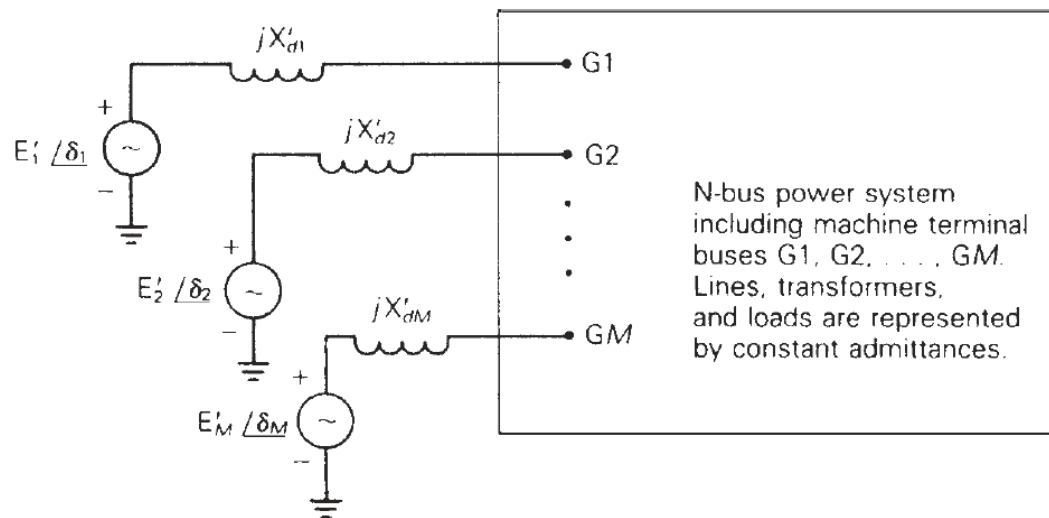 jX'd1
G1
+
E'1 /δ1
~
−
jX'd2
G2
+
E'2 /δ2
~
−
jX'dM
GM
+
E'M /δM
~
−
N-bus power system
including machine terminal
buses G1, G2, . . . , GM.
Lines, transformers,
and loads are represented
by constant admittances.